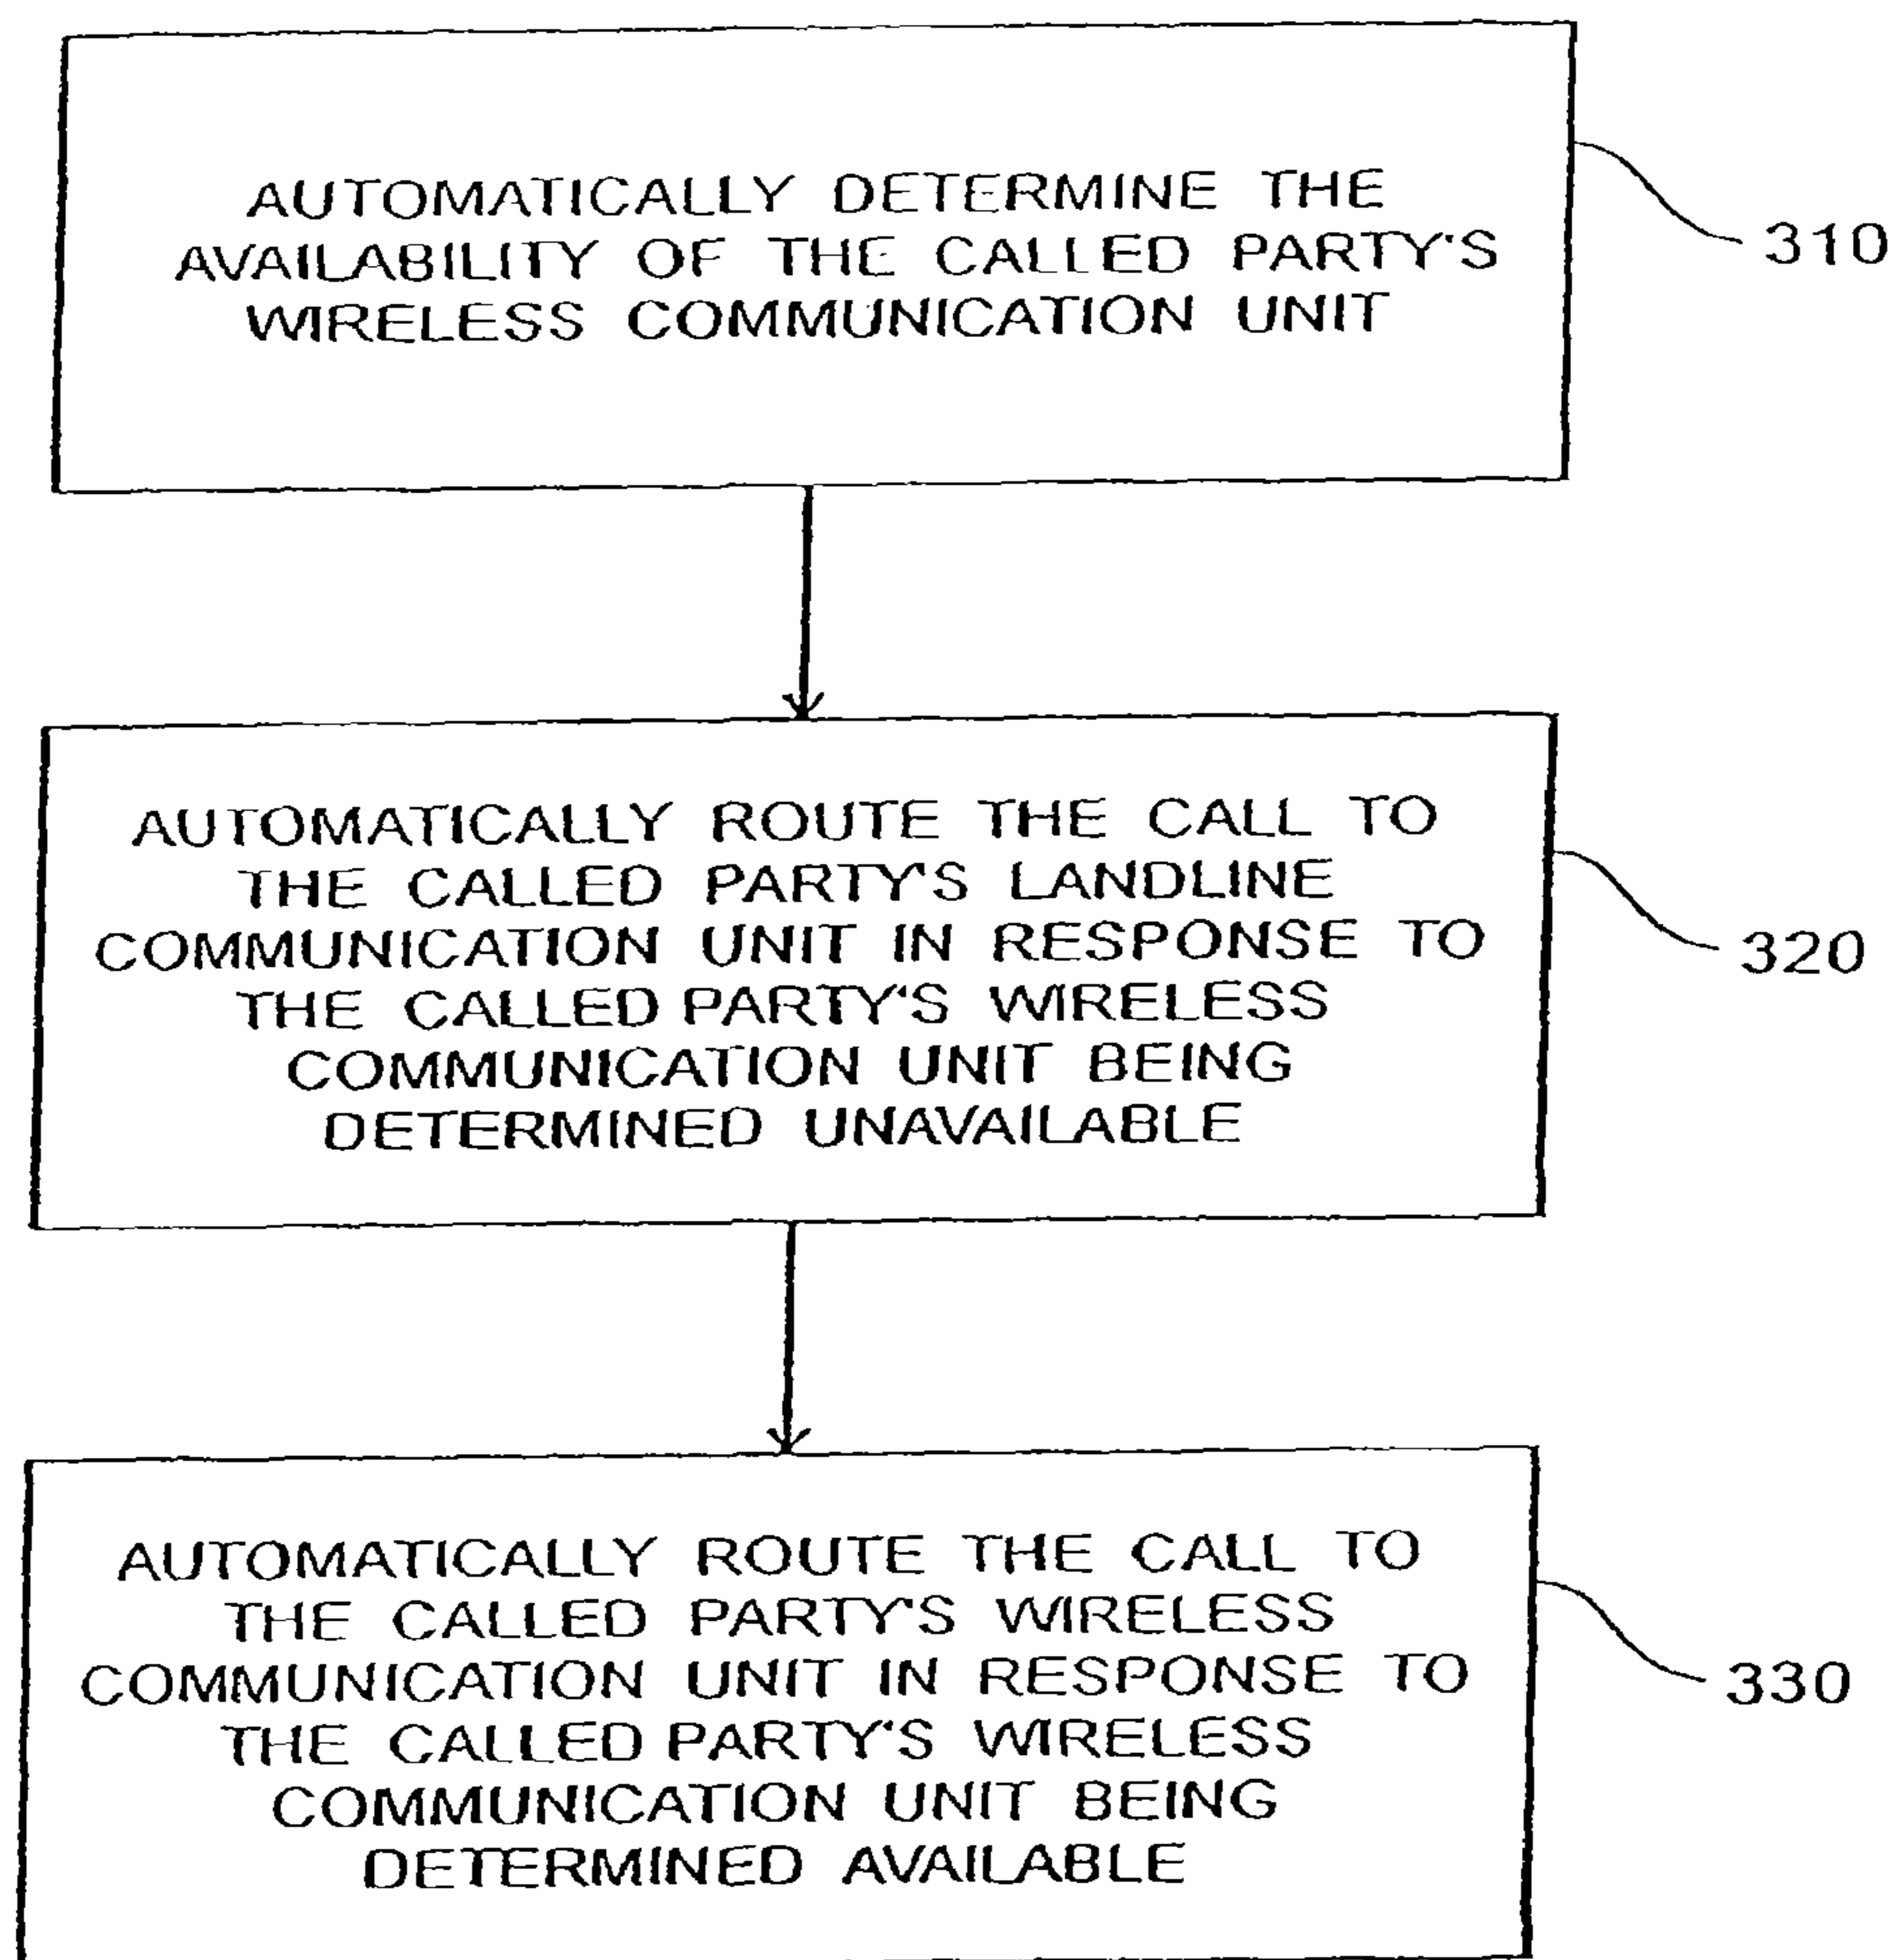 AUTOMATICALLY DETERMINE THE
AVAILABILITY OF THE CALLED PARTY'S
WIRELESS COMMUNICATION UNIT
310
AUTOMATICALLY ROUTE THE CALL TO
THE CALLED PARTY'S LANDLINE
COMMUNICATION UNIT IN RESPONSE TO
THE CALLED PARTY'S WIRELESS
COMMUNICATION UNIT BEING
DETERMINED UNAVAILABLE
320
AUTOMATICALLY ROUTE THE CALL TO
THE CALLED PARTY'S WIRELESS
COMMUNICATION UNIT IN RESPONSE TO
THE CALLED PARTY'S WIRELESS
COMMUNICATION UNIT BEING
DETERMINED AVAILABLE
330